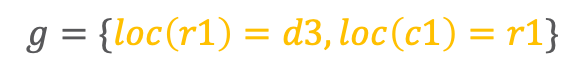 g = {loc(r1) = d3, loc(c1) = r1}